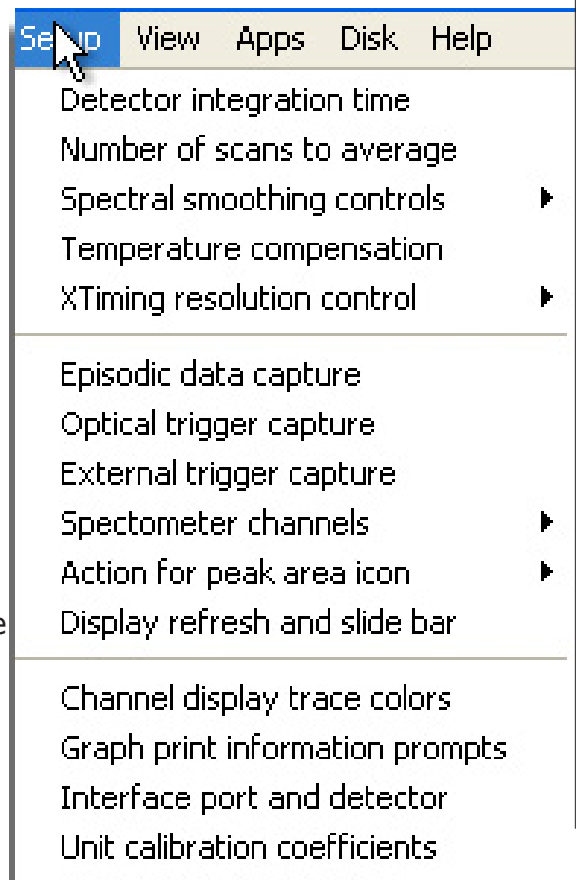 Setup View Apps Disk Help
Detector integration time
Number of scans to average
Spectral smoothing controls
Temperature compensation
XTiming resolution control
Episodic data capture
Optical trigger capture
External trigger capture
Spectometer channels
Action for peak area icon
e
Display refresh and slide bar
Channel display trace colors
Graph print information prompts
Interface port and detector
Unit calibration coefficients